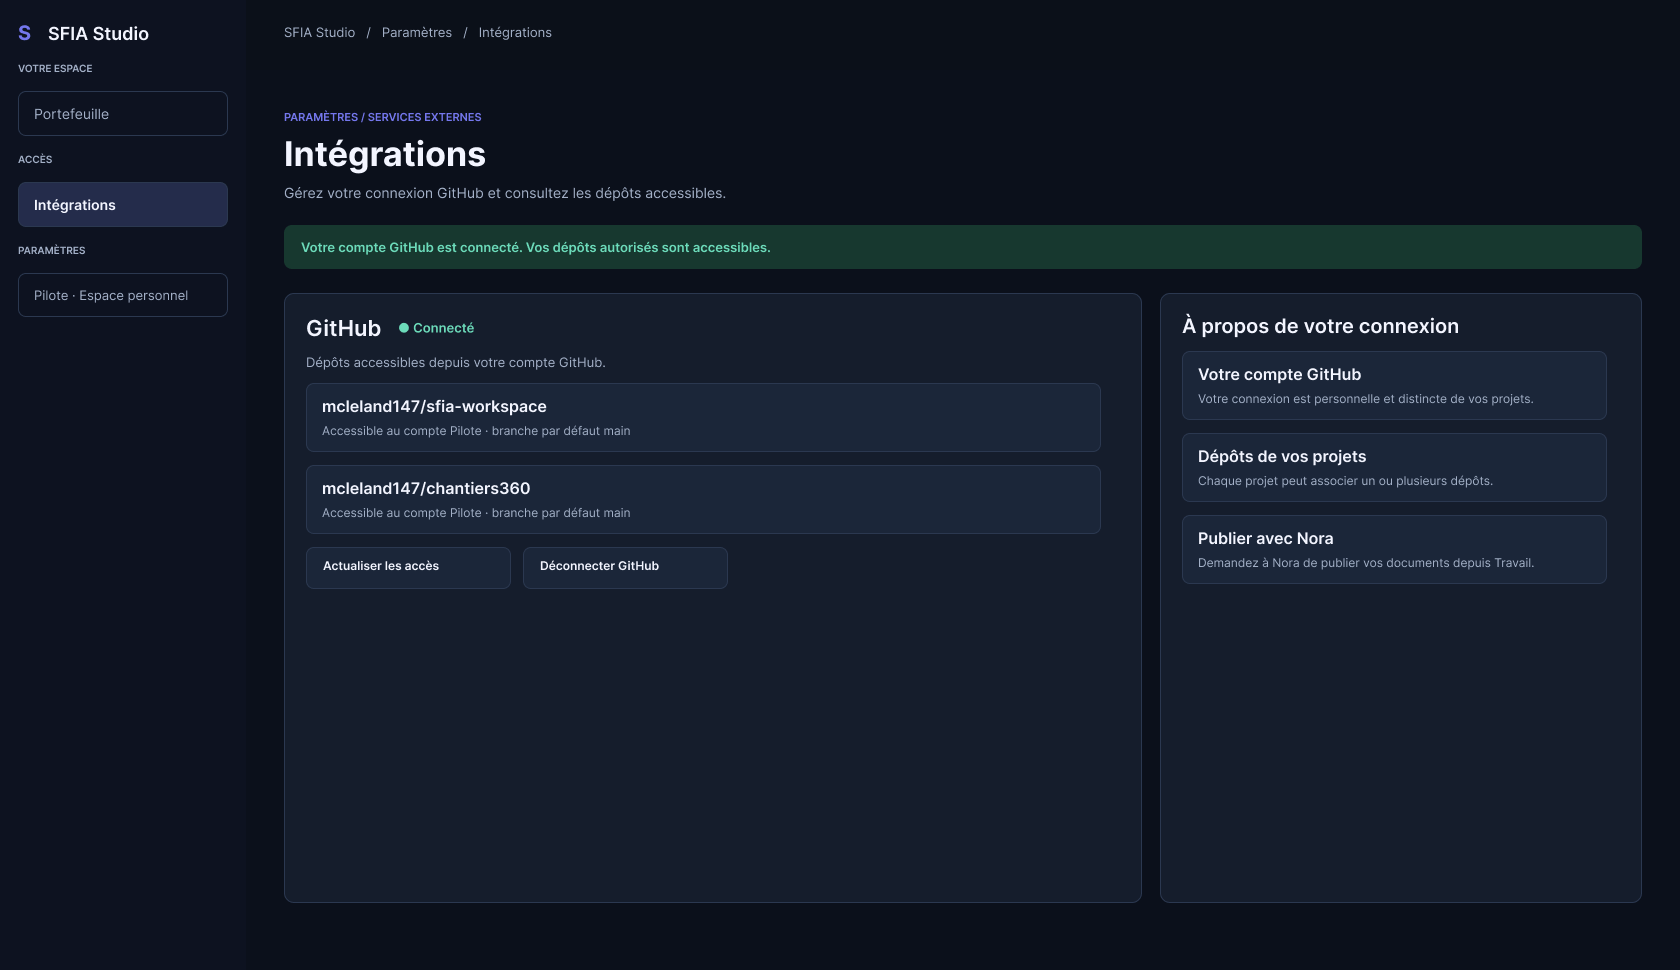 S SFIA Studio
VOTRE ESPACE
Portefeuille
ACCÈS
Intégrations
PARAMÈTRES
Pilote · Espace personnel
SFIA Studio / Paramètres / Intégrations
PARAMÈTRES / SERVICES EXTERNES
Intégrations
Gérez votre connexion GitHub et consultez les dépôts accessibles.
Votre compte GitHub est connecté. Vos dépôts autorisés sont accessibles.
GitHub Connecté
Dépôts accessibles depuis votre compte GitHub.
mcleland147/sfia-workspace
Accessible au compte Pilote · branche par défaut main
mcleland147/chantiers360
Accessible au compte Pilote · branche par défaut main
Actualiser les accès
Déconnecter GitHub
À propos de votre connexion
Votre compte GitHub
Votre connexion est personnelle et distincte de vos projets.
Dépôts de vos projets
Chaque projet peut associer un ou plusieurs dépôts.
Publier avec Nora
Demandez à Nora de publier vos documents depuis Travail.